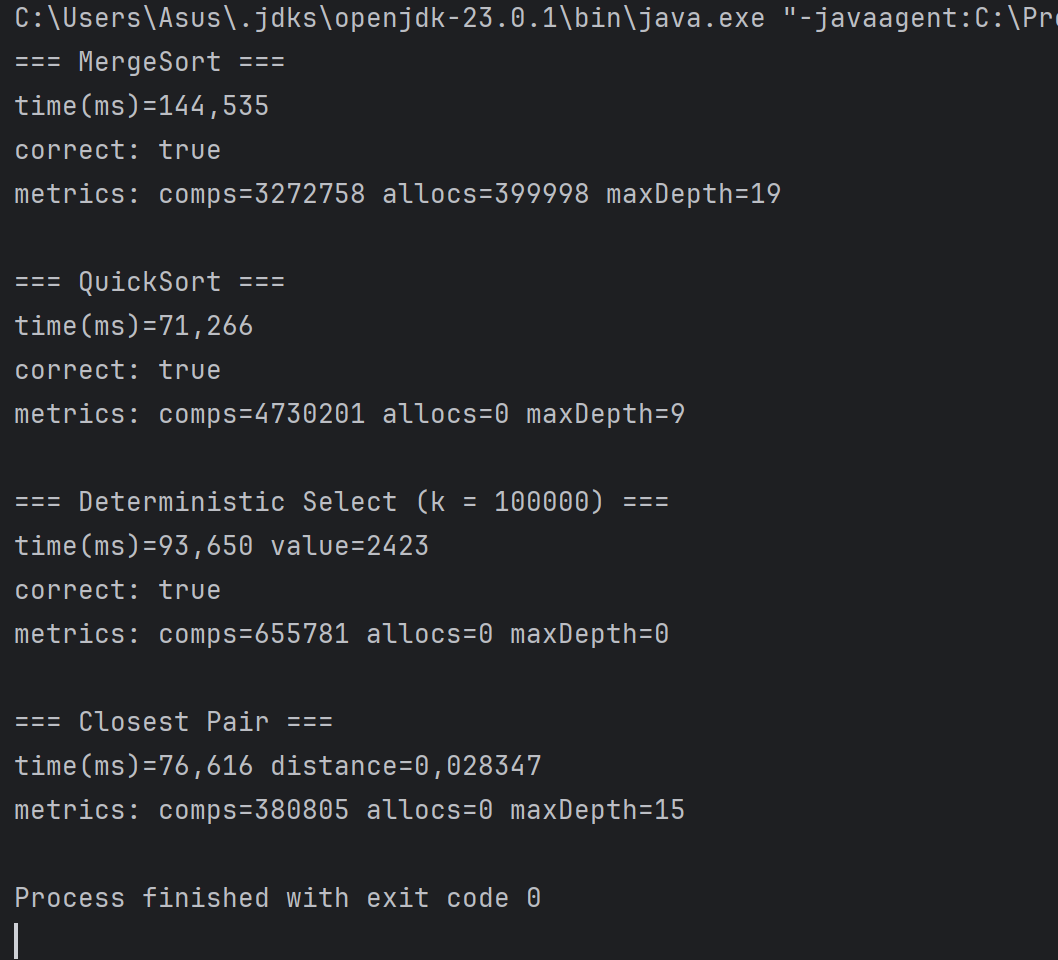 C:\Users\Asus\.jdks\openjdk-23.0.1\bin\java.exe "-javaagent:C:\Pro
=== MergeSort ===
time(ms)=144,535
correct: true
metrics: comps=3272758 allocs=399998 maxDepth=19
=== QuickSort ===
time(ms)=71,266
correct: true
metrics: comps=4730201 allocs=0 maxDepth=9
=== Deterministic Select (k = 100000) ===
time(ms)=93,650 value=2423
correct: true
metrics: comps=655781 allocs=0 maxDepth=0
=== Closest Pair ===
time(ms)=76,616 distance=0,028347
metrics: comps=380805 allocs=0 maxDepth=15
Process finished with exit code 0